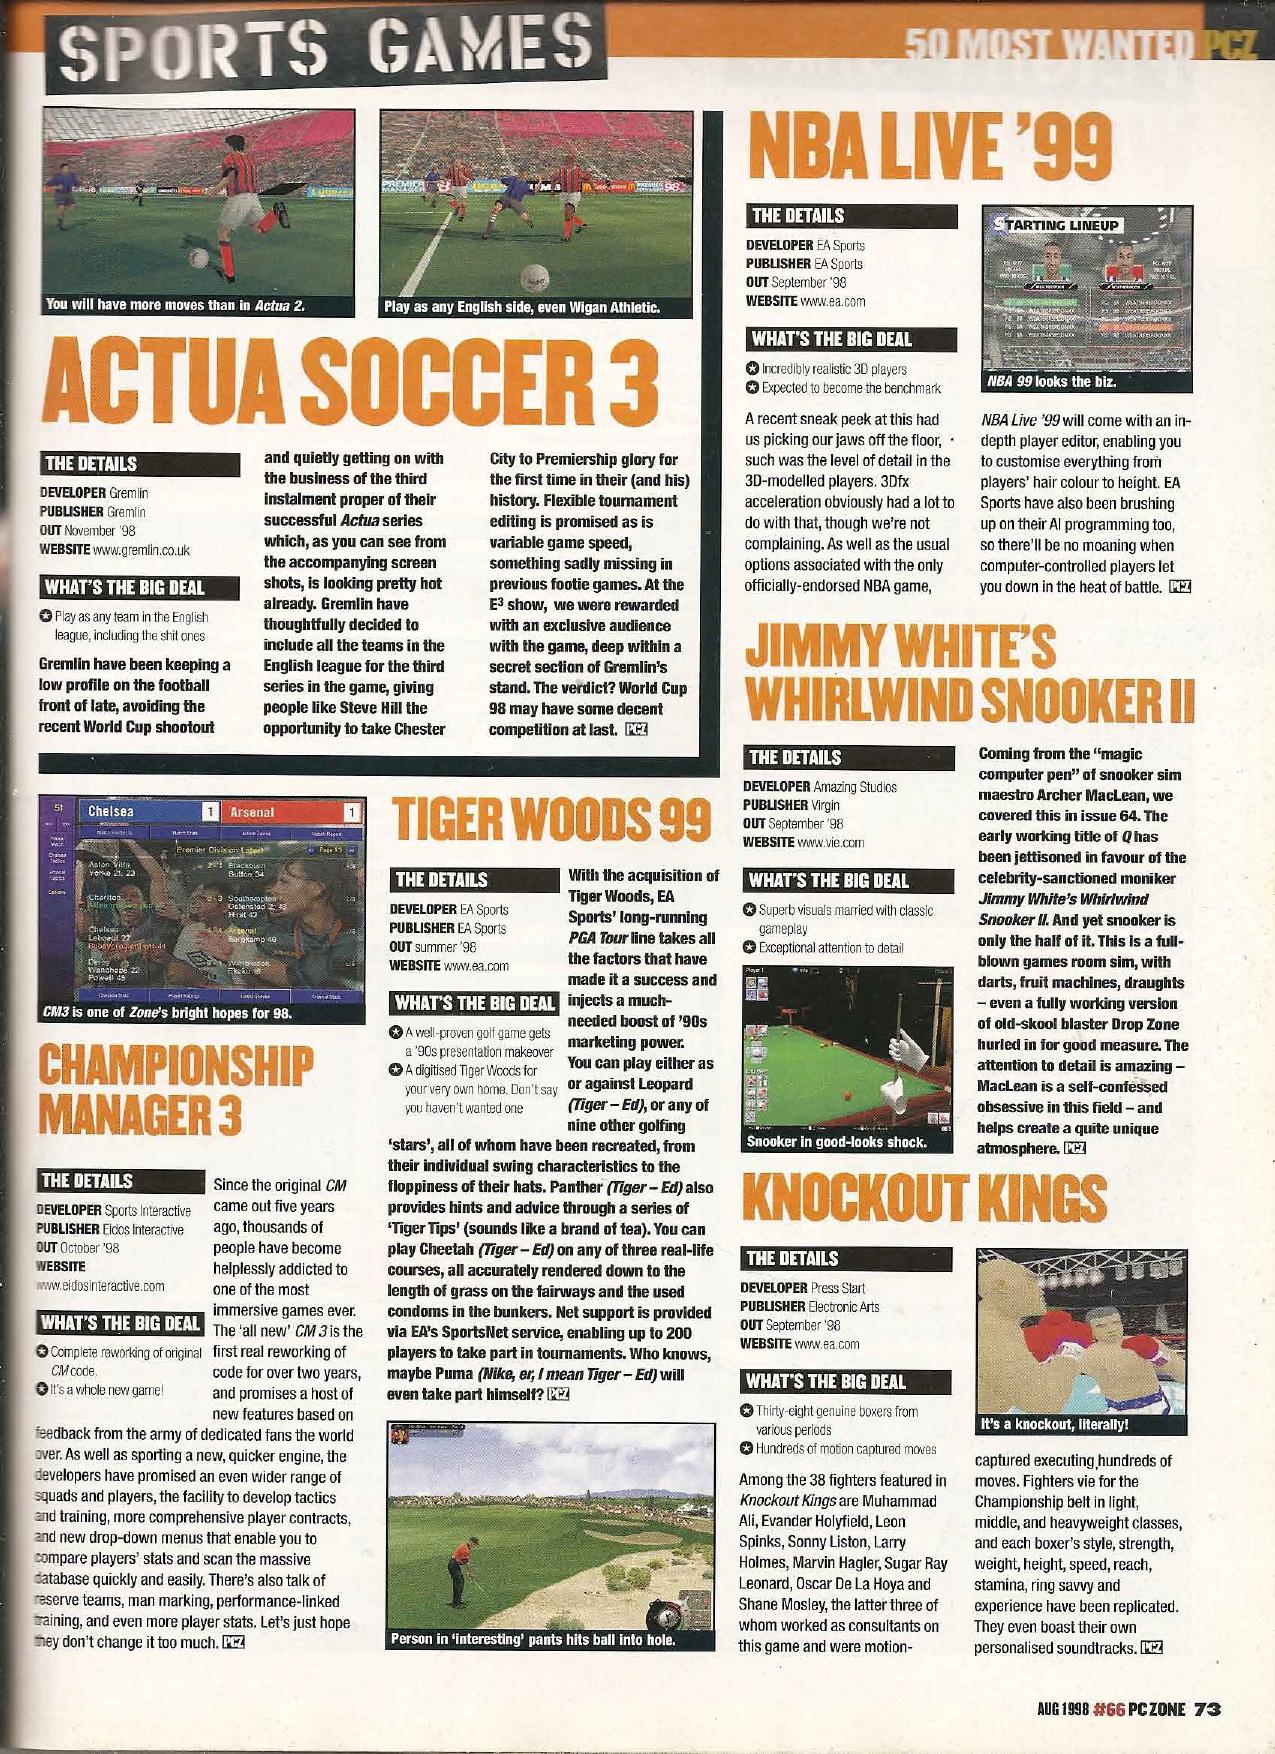 SPORTS GAMES
50 MOST WANTED PCZ
You will have more moves than in Actua 2.
Play as any English side, even Wigan Athletic.
ACTUA SOCCER 3
THE DETAILS
DEVELOPER Gremlin
PUBLISHER Gremlin
OUT November '98
WEBSITE www.gremlin.co.uk
WHAT'S THE BIG DEAL
Play as any team in the English
league, including the shit ones
Gremlin have been keeping a
low profile on the football
front of late, avoiding the
recent World Cup shootout
and quietly getting on with
the business of the third
instalment proper of their
successful Actua series
which, as you can see from
the accompanying screen
shots, is looking pretty hot
already. Gremlin have
thoughtfully decided to
include all the teams in the
English league for the third
series in the game, giving
people like Steve Hill the
opportunity to take Chester
City to Premiership glory for
the first time in their (and his)
history. Flexible tournament
editing is promised as is
variable game speed,
something sadly missing in
previous footie games. At the
E³ show, we were rewarded
with an exclusive audience
with the game, deep within a
secret section of Gremlin's
stand. The verdict? World Cup
98 may have some decent
competition at last. PCZ
51
Chelsea 1 Arsenal 1
Premier Division Latest
Aston Villa
Yorke 21, 23
Blackburn
Sutton 34
Charlton
Southampton
Chelsea
Leboeuf 27
Arsenal
Bergkamp 46
Wanchope 22
Powell 45
Wimbledon
CM3 is one of Zone's bright hopes for 98.
CHAMPIONSHIP
MANAGER 3
THE DETAILS
DEVELOPER Sports Interactive
PUBLISHER Eidos Interactive
OUT October '98
WEBSITE
www.eidosinteractive.com
WHAT'S THE BIG DEAL
Complete reworking of original
CM code.
It's a whole new game!
Since the original CM
came out five years
ago, thousands of
people have become
helplessly addicted to
one of the most
immersive games ever.
The 'all new' CM 3 is the
first real reworking of
code for over two years,
and promises a host of
new features based on
feedback from the army of dedicated fans the world
over. As well as sporting a new, quicker engine, the
developers have promised an even wider range of
squads and players, the facility to develop tactics
and training, more comprehensive player contracts,
and new drop-down menus that enable you to
compare players' stats and scan the massive
database quickly and easily. There's also talk of
reserve teams, man marking, performance-linked
training, and even more player stats. Let's just hope
they don't change it too much. PCZ
TIGER WOODS 99
THE DETAILS
DEVELOPER EA Sports
PUBLISHER EA Sports
OUT summer '98
WEBSITE www.ea.com
WHAT'S THE BIG DEAL
A well-proven golf game gets
a '90s presentation makeover
A digitised Tiger Woods for
your very own home. Don't say
you haven't wanted one
With the acquisition of
Tiger Woods, EA
Sports' long-running
PGA Tour line takes all
the factors that have
made it a success and
injects a much-
needed boost of '90s
marketing power.
You can play either as
or against Leopard
(Tiger – Ed), or any of
nine other golfing
'stars', all of whom have been recreated, from
their individual swing characteristics to the
floppiness of their hats. Panther (Tiger – Ed) also
provides hints and advice through a series of
'Tiger Tips' (sounds like a brand of tea). You can
play Cheetah (Tiger – Ed) on any of three real-life
courses, all accurately rendered down to the
length of grass on the fairways and the used
condoms in the bunkers. Net support is provided
via EA's SportsNet service, enabling up to 200
players to take part in tournaments. Who knows,
maybe Puma (Nike, er, I mean Tiger – Ed) will
even take part himself? PCZ
Person in 'interesting' pants hits ball into hole.
NBA LIVE '99
THE DETAILS
DEVELOPER EA Sports
PUBLISHER EA Sports
OUT September '98
WEBSITE www.ea.com
WHAT'S THE BIG DEAL
Incredibly realistic 3D players
Expected to become the benchmark
STARTING LINEUP
NBA 99 looks the biz.
A recent sneak peek at this had
us picking our jaws off the floor,
such was the level of detail in the
3D-modelled players. 3Dfx
acceleration obviously had a lot to
do with that, though we're not
complaining. As well as the usual
options associated with the only
officially-endorsed NBA game,
NBA Live '99 will come with an in-
depth player editor, enabling you
to customise everything from
players' hair colour to height. EA
Sports have also been brushing
up on their AI programming too,
so there'll be no moaning when
computer-controlled players let
you down in the heat of battle. PCZ
JIMMY WHITE'S
WHIRLWIND SNOOKER II
THE DETAILS
DEVELOPER Amazing Studios
PUBLISHER Virgin
OUT September '98
WEBSITE www.vie.com
WHAT'S THE BIG DEAL
Superb visuals married with classic
gameplay
Exceptional attention to detail
Player 1
Snooker in good-looks shock.
Coming from the "magic
computer pen" of snooker sim
maestro Archer MacLean, we
covered this in issue 64. The
early working title of Q has
been jettisoned in favour of the
celebrity-sanctioned moniker
Jimmy White's Whirlwind
Snooker II. And yet snooker is
only the half of it. This is a full-
blown games room sim, with
darts, fruit machines, draughts
– even a fully working version
of old-skool blaster Drop Zone
hurled in for good measure. The
attention to detail is amazing –
MacLean is a self-confessed
obsessive in this field – and
helps create a quite unique
atmosphere. PCZ
KNOCKOUT KINGS
THE DETAILS
DEVELOPER Press Start
PUBLISHER Electronic Arts
OUT September '98
WEBSITE www.ea.com
WHAT'S THE BIG DEAL
Thirty-eight genuine boxers from
various periods
Hundreds of motion captured moves
It's a knockout, literally!
Among the 38 fighters featured in
Knockout Kings are Muhammad
Ali, Evander Holyfield, Leon
Spinks, Sonny Liston, Larry
Holmes, Marvin Hagler, Sugar Ray
Leonard, Oscar De La Hoya and
Shane Mosley, the latter three of
whom worked as consultants on
this game and were motion-
captured executing hundreds of
moves. Fighters vie for the
Championship belt in light,
middle, and heavyweight classes,
and each boxer's style, strength,
weight, height, speed, reach,
stamina, ring savvy and
experience have been replicated.
They even boast their own
personalised soundtracks. PCZ
AUG 1998 #66 PC ZONE 73